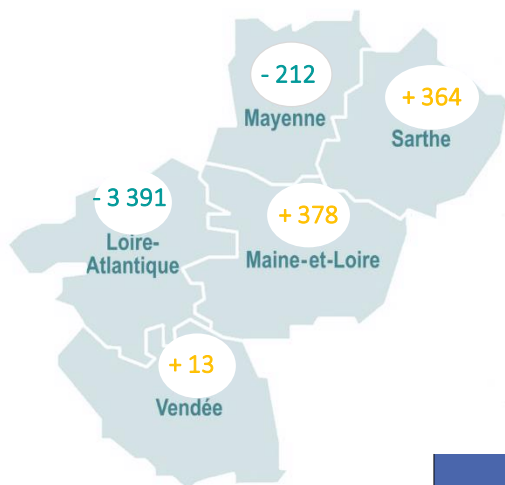 - 212
Mayenne
+ 364
Sarthe
- 3 391
Loire-
Atlantique
+ 378
Maine-et-Loire
+ 13
Vendée